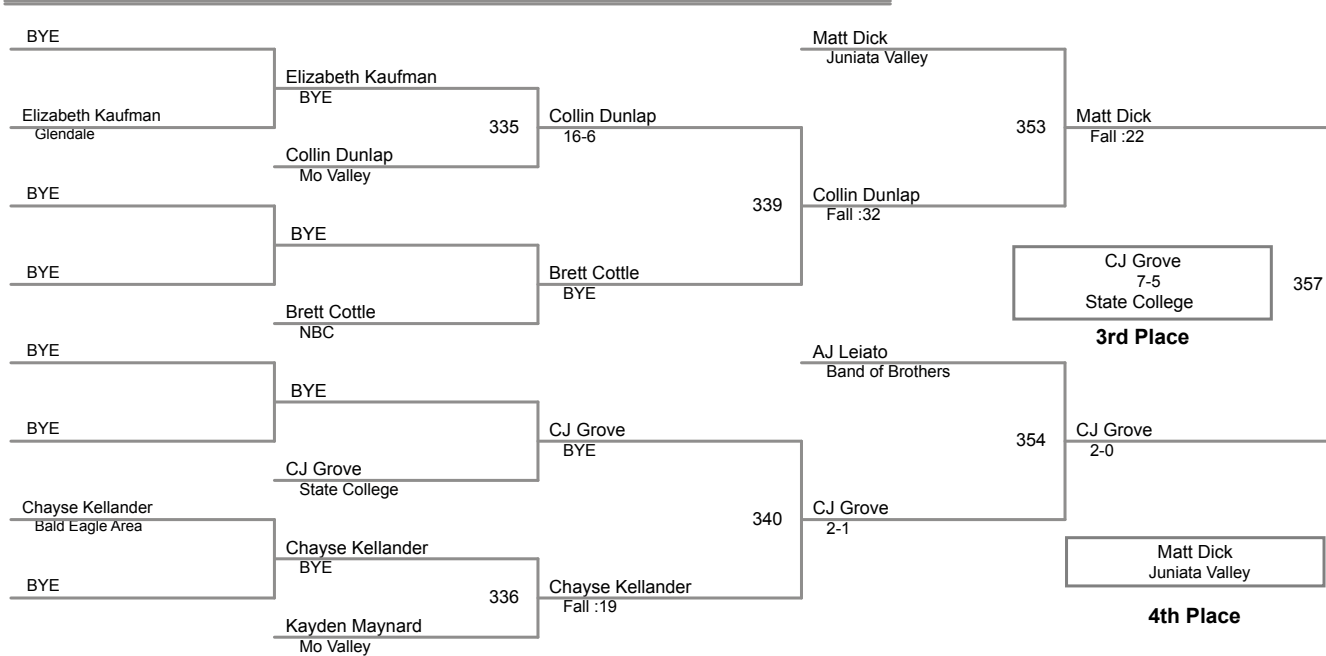 BYE
Matt Dick
Juniata Valley
Elizabeth Kaufman
BYE
Elizabeth Kaufman
Glendale
335
Collin Dunlap
16-6
353
Matt Dick
Fall :22
Collin Dunlap
Mo Valley
BYE
339
Collin Dunlap
Fall :32
BYE
BYE
Brett Cottle
BYE
CJ Grove
7-5
State College
357
3rd Place
Brett Cottle
NBC
BYE
AJ Leiato
Band of Brothers
BYE
BYE
CJ Grove
BYE
354
CJ Grove
2-0
CJ Grove
State College
Chayse Kellander
Bald Eagle Area
340
CJ Grove
2-1
Chayse Kellander
BYE
Matt Dick
Juniata Valley
4th Place
BYE
336
Chayse Kellander
Fall :19
Kayden Maynard
Mo Valley